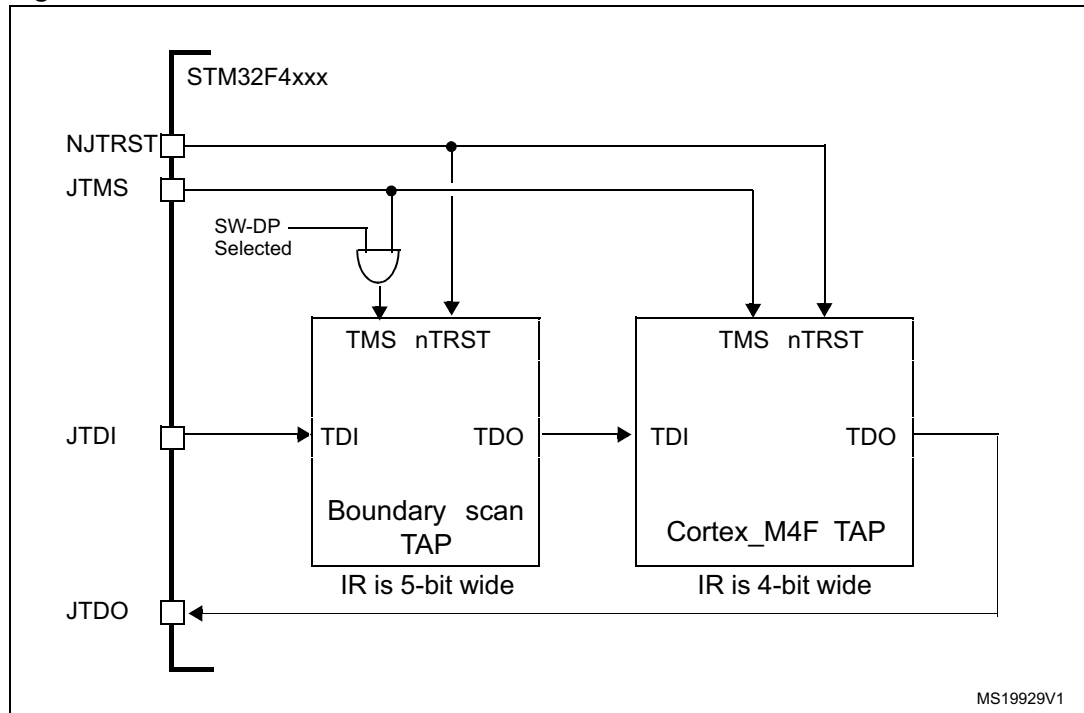 STM32F4xxx
NJTRST
JTMS
SW-DP
Selected
TMS nTRST
TMS nTRST
JTDI
TDI
TDO
TDI
TDO
Boundary scan
TAP
Cortex_M4F TAP
IR is 5-bit wide
IR is 4-bit wide
JTDO
MS19929V1